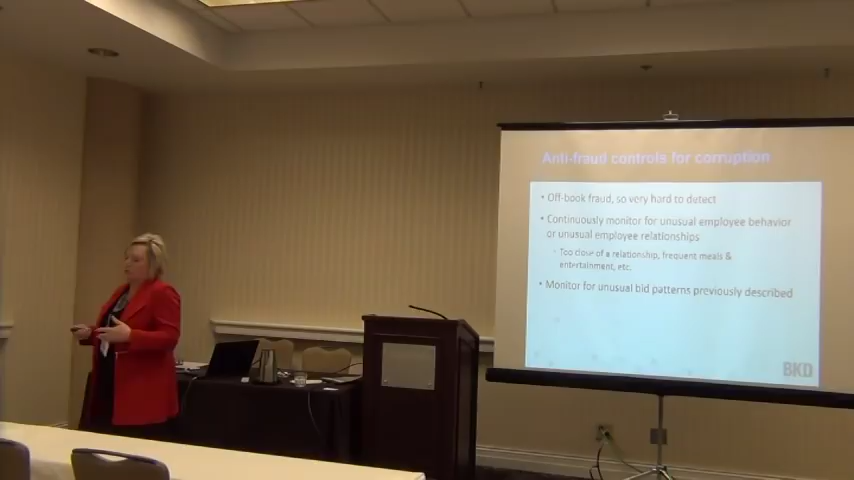 Anti-fraud controls for corruption
• Off-book fraud, so very hard to detect
• Continuously monitor for unusual employee behavior
or unusual employee relationships
◦ Too close of a relationship, frequent meals &
entertainment, etc.
• Monitor for unusual bid patterns previously described
BKD